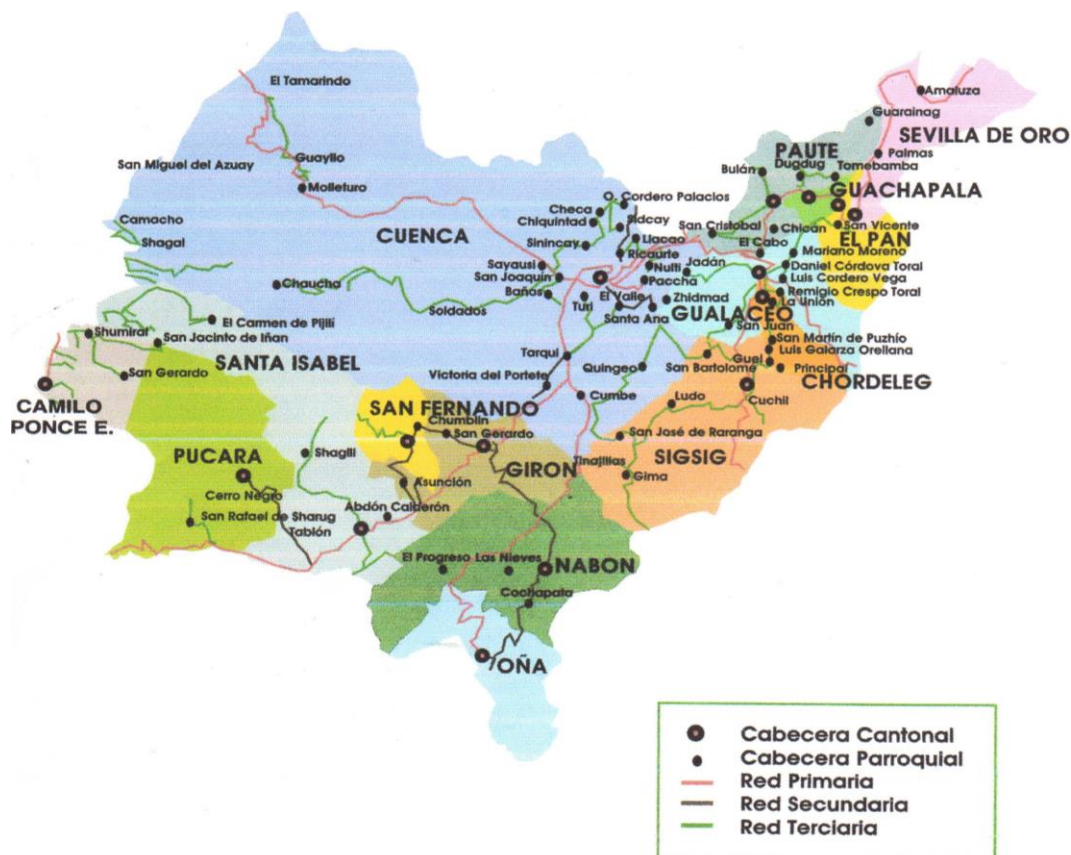 El Tamarindo
Amaluza
Guarainag
SEVILLA DE ORO
PAUTE
Palmas
San Miguel del Azuay
Guayllo
Molleturo
Bulán
Dugdug
Tomebamba
GUACHAPALA
O. Cordero Palacios
Checa
Chiquintad
Sidcay
Camacho
Shagal
CUENCA
Sinincay
Llacao
San Cristobal
Chicán
San Vicente
EL PAN
Ricaurte
El Cabo
Mariano Moreno
Sayausi
San Joaquín
Nulti
Jadán
Daniel Córdova Toral
Paccha
Luis Cordero Vega
Chaucha
Baños
El Valle
Zhidmad
Remigio Crespo Toral
Turi
La Unión
Soldados
Santa Ana
GUALACEO
El Carmen de Pijilí
San Juan
Shumiral
San Jacinto de Iñan
San Martín de Puzhío
Luis Galarza Orellana
SANTA ISABEL
Tarqui
Guel
San Gerardo
Victoria del Portete
Quingeo
San Bartolomé
Principal
CHORDELEG
CAMILO
PONCE E.
SAN FERNANDO
Cumbe
Ludo
Cuchil
Chumblín
San Gerardo
San José de Raranga
PUCARA
Shaglli
GIRON
Tinajillas
SIGSIG
Gima
Asunción
Cerro Negro
San Rafael de Sharug
Abdón Calderón
Tablón
El Progreso
Las Nieves
NABON
Cochapata
OÑA
Cabecera Cantonal
Cabecera Parroquial
Red Primaria
Red Secundaria
Red Terciaria